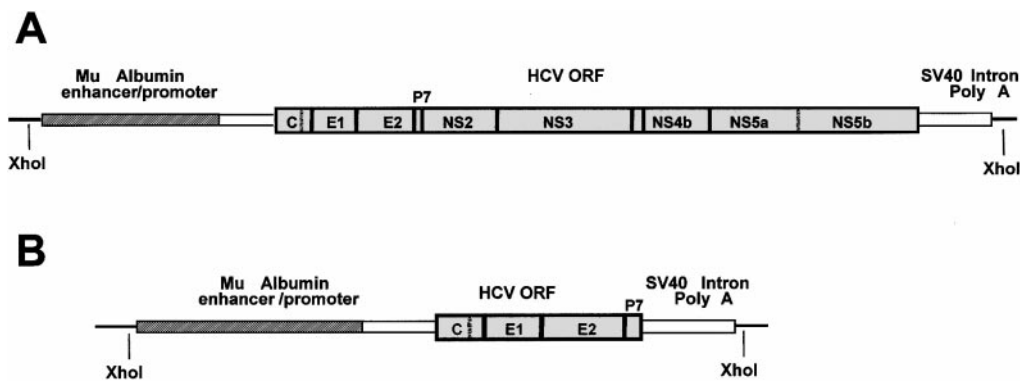 A
Mu Albumin
enhancer/promoter
HCV ORF
SV40 Intron
Poly A
P7
C E1 E2 NS2 NS3 NS4b NS5a NS5b
XhoI
XhoI
B
Mu Albumin
enhancer /promoter
HCV ORF
SV40 Intron
Poly A
P7
C E1 E2
XhoI
XhoI